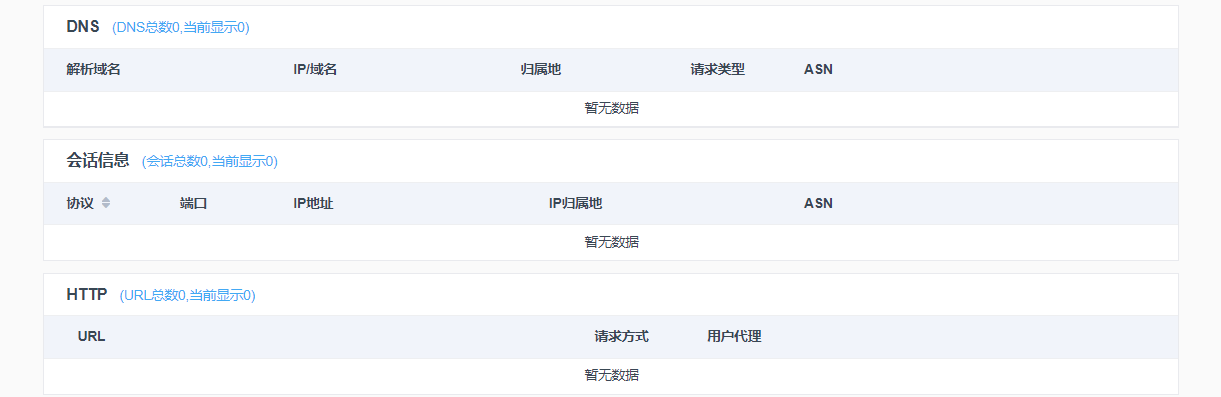 DNS (DNS总数0,当前显示0)
解析域名 IP/域名 归属地 请求类型 ASN
暂无数据
会话信息 (会话总数0,当前显示0)
协议 端口 IP地址 IP归属地 ASN
暂无数据
HTTP (URL总数0,当前显示0)
URL 请求方式 用户代理
暂无数据